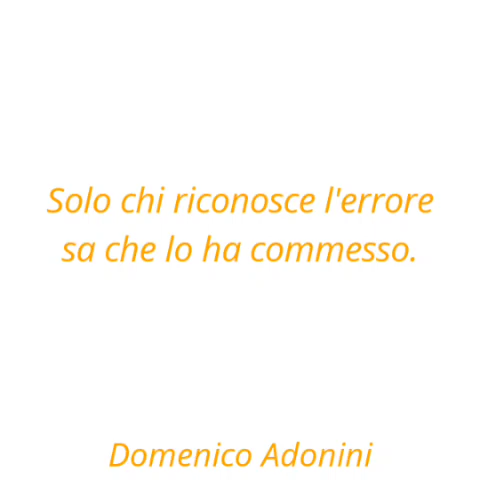 Solo chi riconosce l'errore
sa che lo ha commesso.
Domenico Adonini